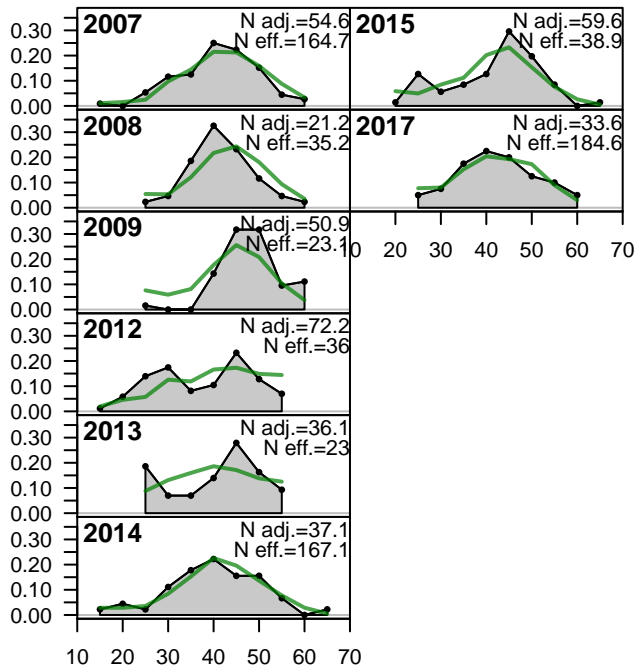 2007
N adj.=54.6
N eff.=164.7
0.30
0.20
0.10
0.00
2008
N adj.=21.2
N eff.=35.2
0.30
0.20
0.10
0.00
2009
N adj.=50.9
N eff.=23.1
0.30
0.20
0.10
0.00
2012
N adj.=72.2
N eff.=36
0.30
0.20
0.10
0.00
2013
N adj.=36.1
N eff.=23
0.30
0.20
0.10
0.00
2014
N adj.=37.1
N eff.=167.1
0.30
0.20
0.10
0.00
10 20 30 40 50 60 70
2015
N adj.=59.6
N eff.=38.9
2017
N adj.=33.6
N eff.=184.6
10 20 30 40 50 60 70